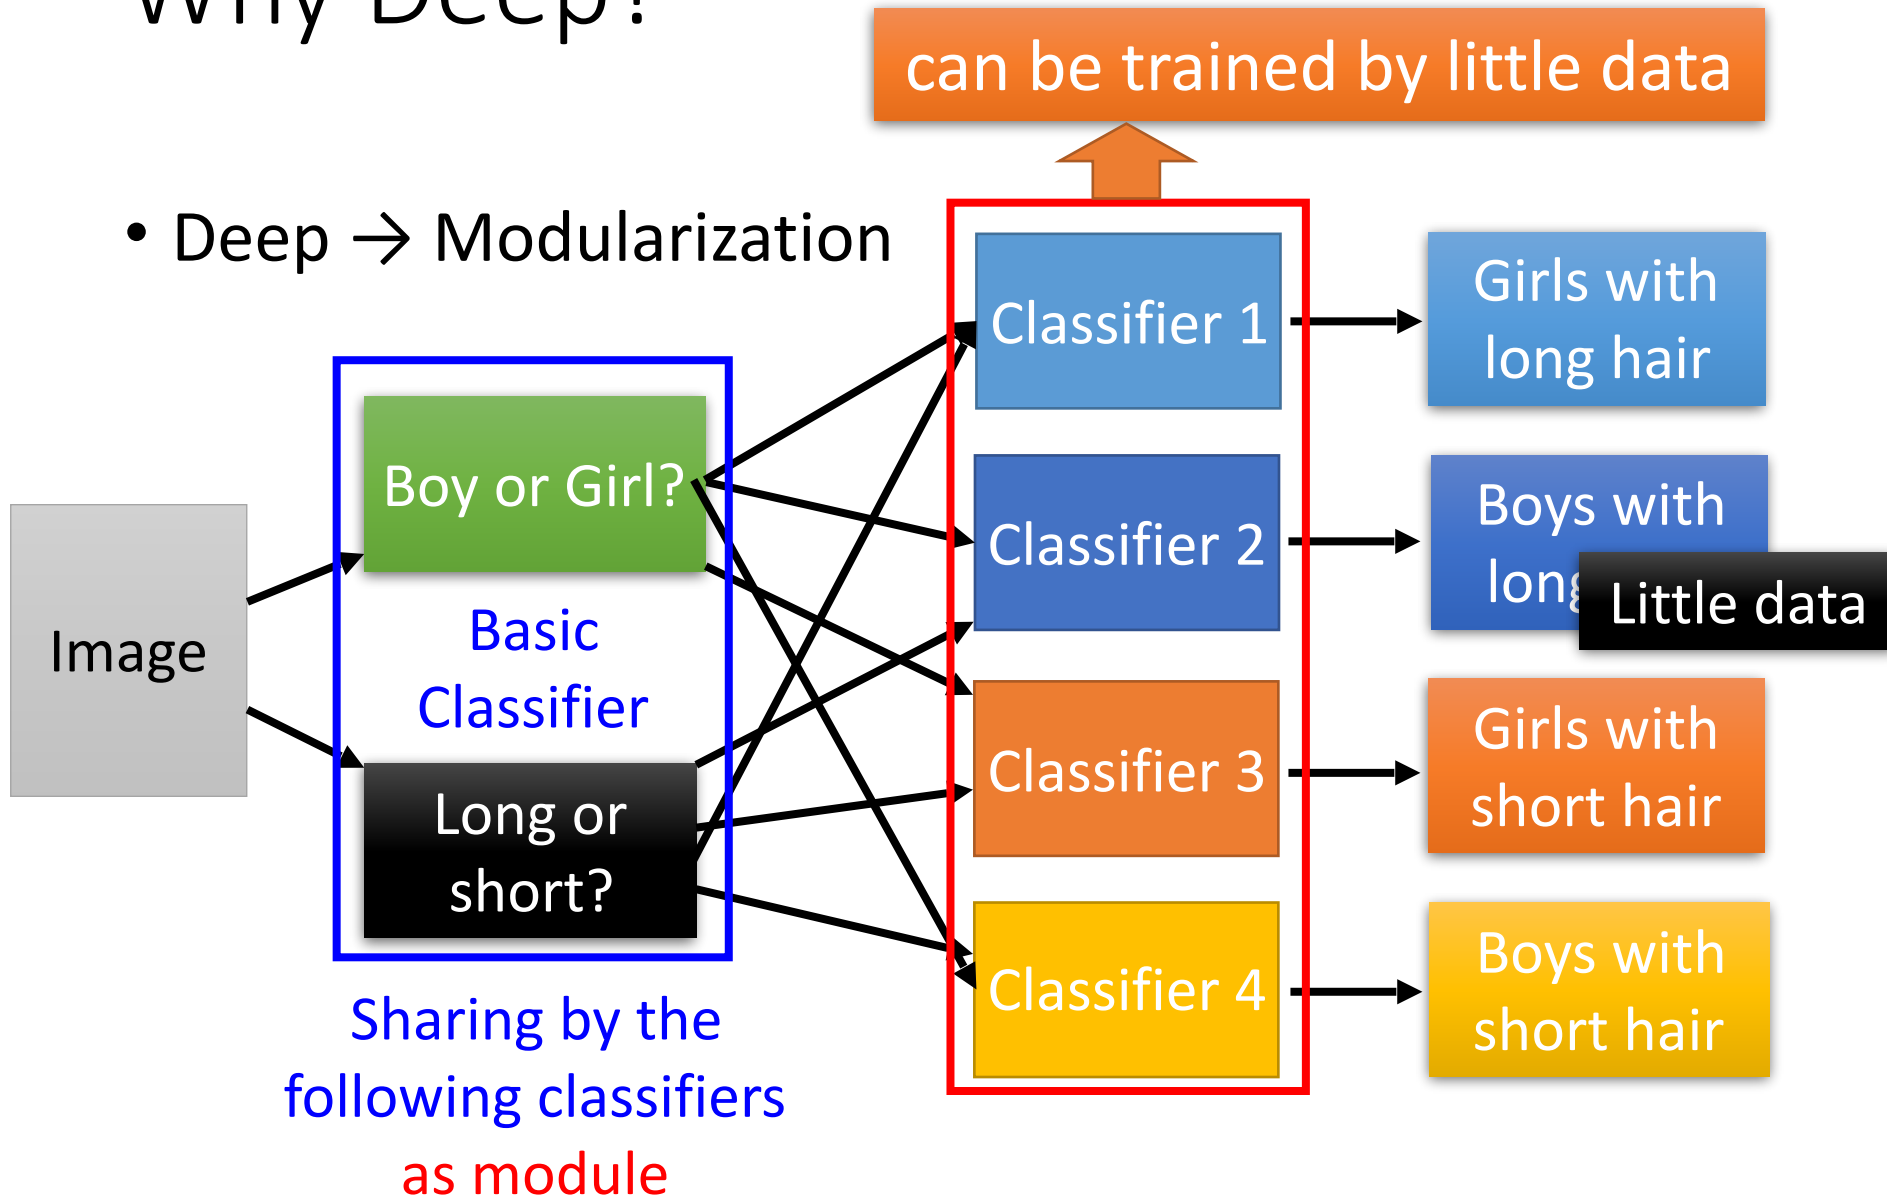 Why Deep?
can be trained by little data
• Deep → Modularization
Image
Boy or Girl?
Basic
Classifier
Long or
short?
Sharing by the
following classifiers
as module
Classifier 1
Classifier 2
Classifier 3
Classifier 4
Girls with
long hair
Boys with
long
Little data
Girls with
short hair
Boys with
short hair